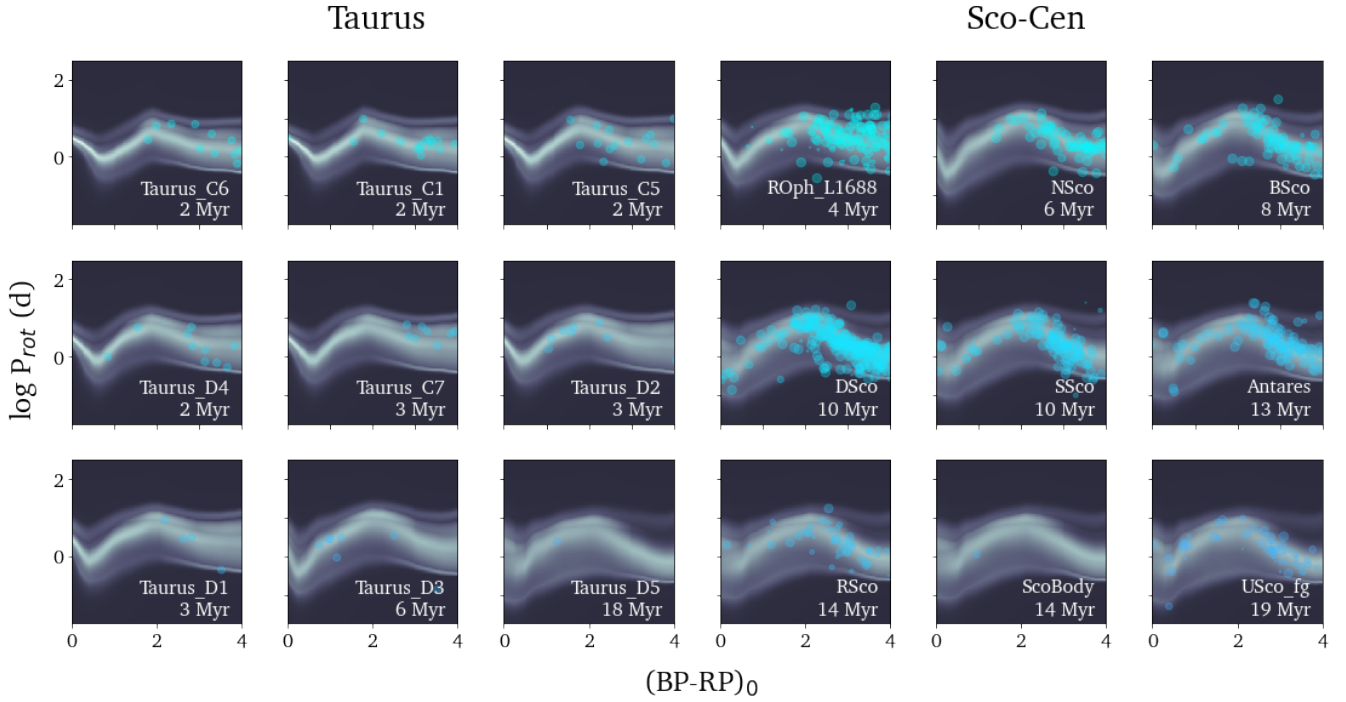 Taurus Sco-Cen
2
0
Taurus_C6
2 Myr
Taurus_C1
2 Myr
Taurus_C5
2 Myr
ROph_L1688
4 Myr
NSco
6 Myr
BSco
8 Myr
log P_rot (d)
2
0
Taurus_D4
2 Myr
Taurus_C7
3 Myr
Taurus_D2
3 Myr
DSco
10 Myr
SSco
10 Myr
Antares
13 Myr
2
0
Taurus_D1
3 Myr
Taurus_D3
6 Myr
Taurus_D5
18 Myr
RSco
14 Myr
ScoBody
14 Myr
USco_fg
19 Myr
0 2 4 0 2 4 0 2 4 0 2 4 0 2 4 0 2 4
(BP-RP)₀